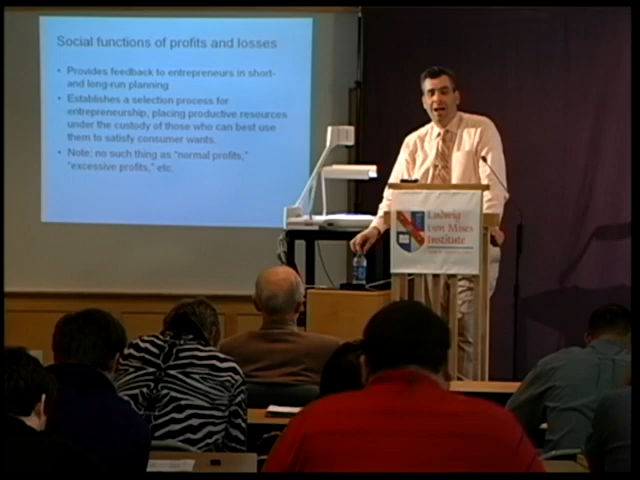 Social functions of profits and losses
• Provides feedback to entrepreneurs in short-
and long-run planning
• Establishes a selection process for
entrepreneurship, placing productive resources
under the custody of those who can best use
them to satisfy consumer wants.
• Note: no such thing as "normal profits,"
"excessive profits," etc.
Ludwig
von Mises
Institute